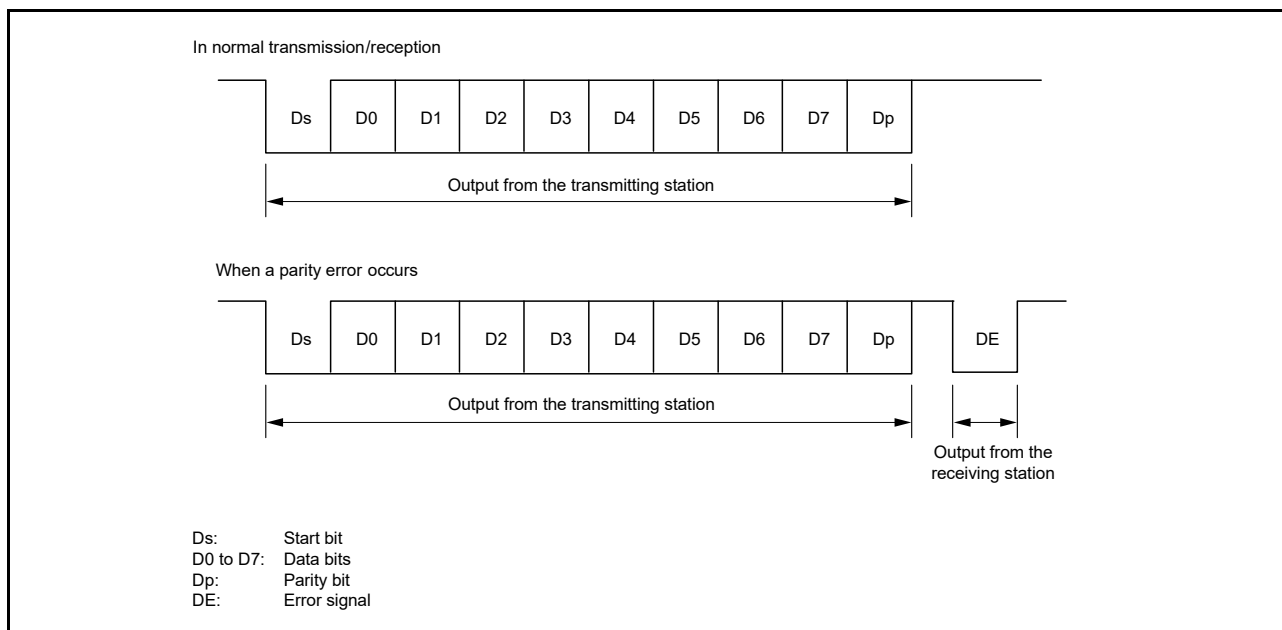 In normal transmission/reception
Ds D0 D1 D2 D3 D4 D5 D6 D7 Dp
Output from the transmitting station
When a parity error occurs
Ds D0 D1 D2 D3 D4 D5 D6 D7 Dp DE
Output from the transmitting station
Output from the
receiving station
Ds: Start bit
D0 to D7: Data bits
Dp: Parity bit
DE: Error signal